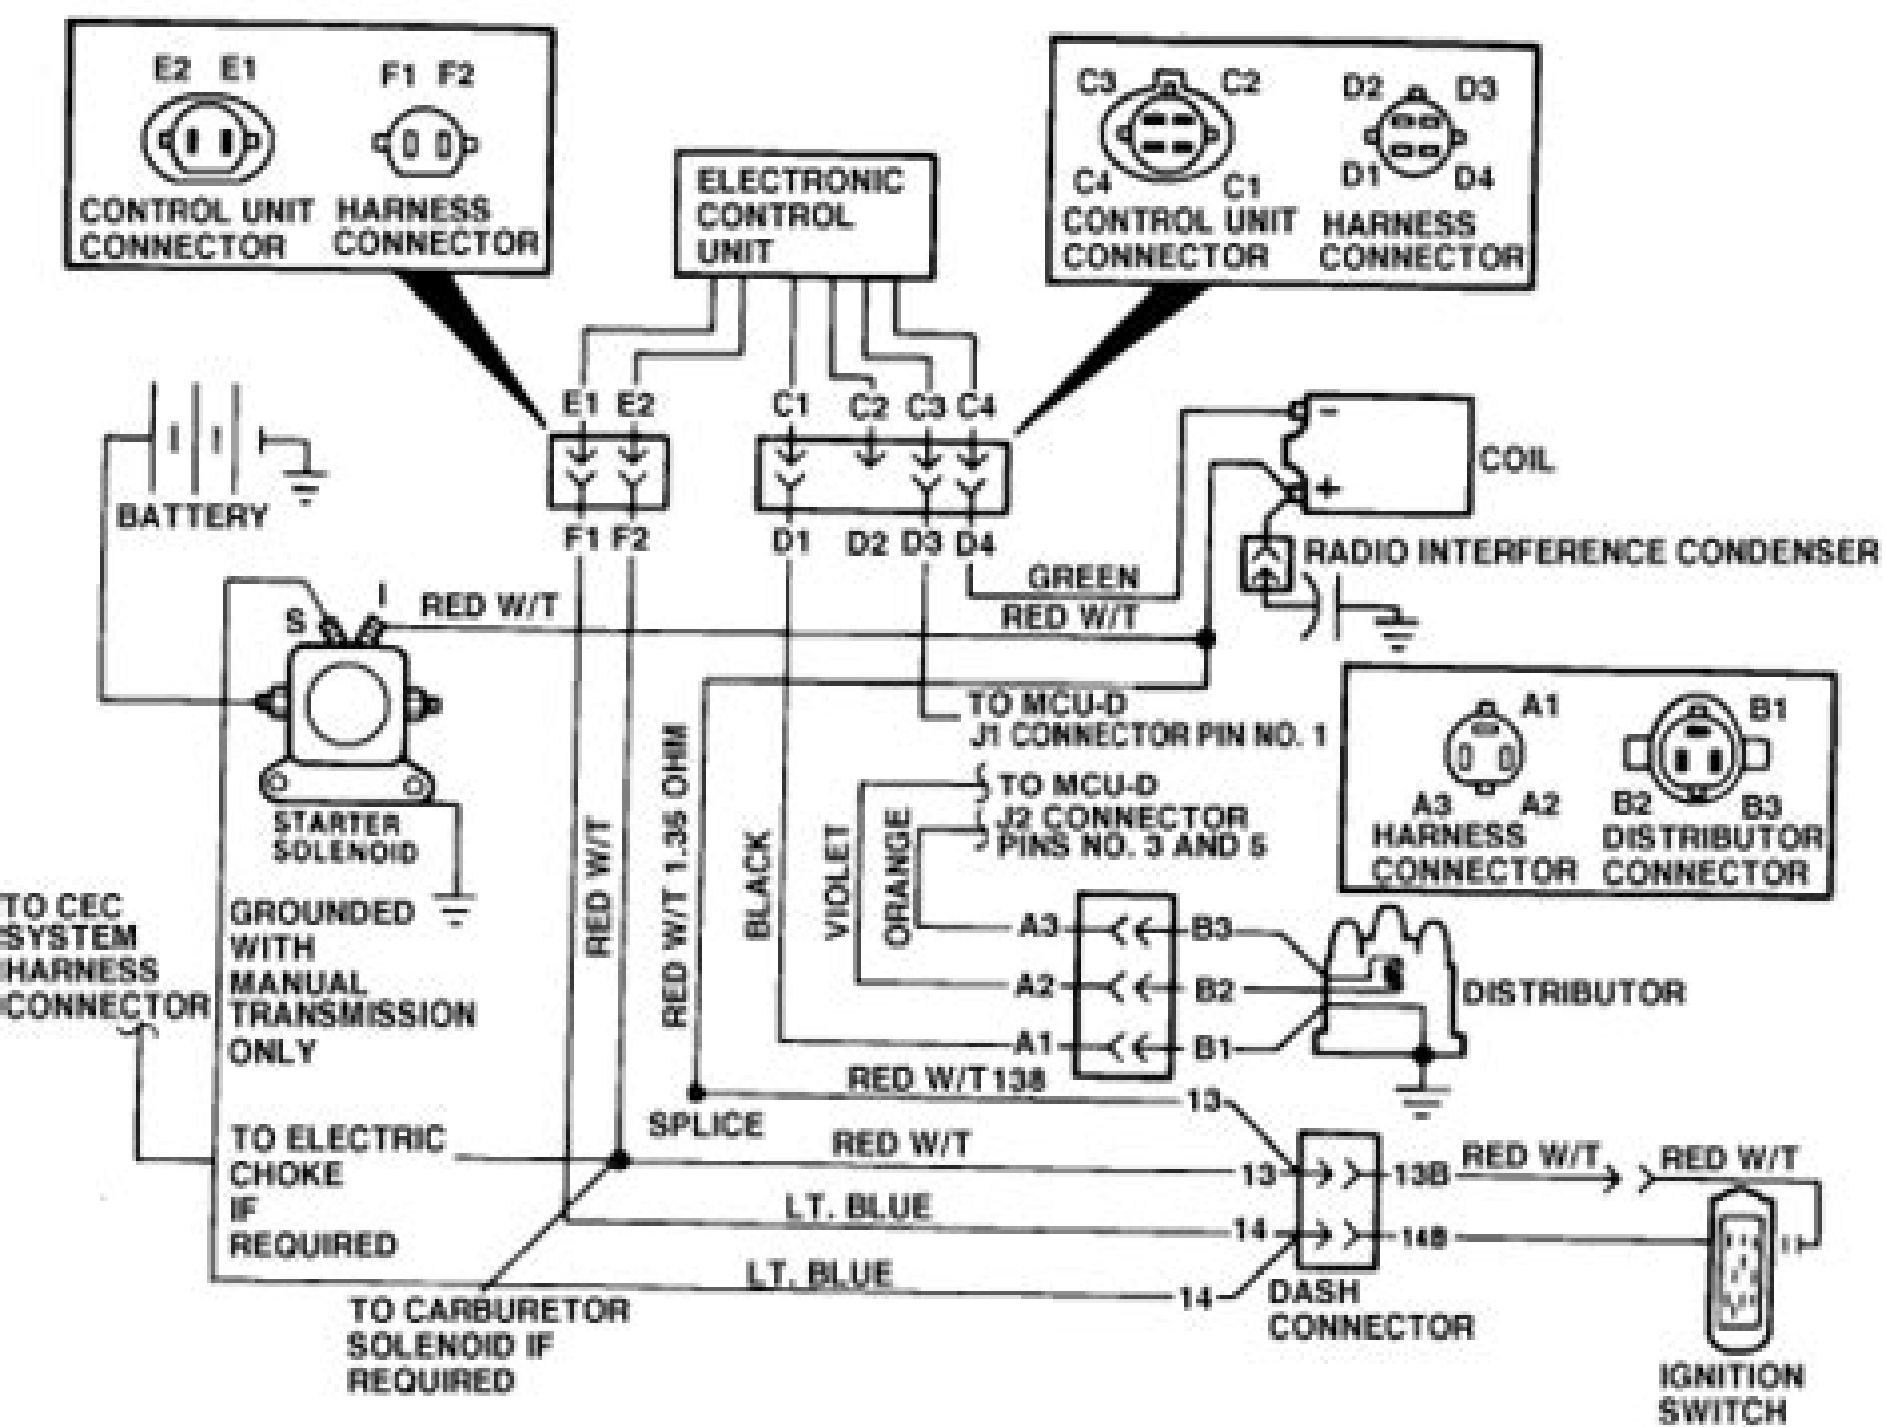 E2 E1
F1 F2
CONTROL UNIT
CONNECTOR
HARNESS
CONNECTOR
ELECTRONIC
CONTROL
UNIT
C3 C2
C4 C1
D2 D3
D1 D4
CONTROL UNIT
CONNECTOR
HARNESS
CONNECTOR
E1 E2
C1 C2 C3 C4
F1 F2
D1 D2 D3 D4
BATTERY
-
+
COIL
RADIO INTERFERENCE CONDENSER
GREEN
RED W/T
S I
RED W/T
STARTER
SOLENOID
GROUNDED
WITH
MANUAL
TRANSMISSION
ONLY
TO CEC
SYSTEM
HARNESS
CONNECTOR
RED W/T
RED W/T 1.35 OHM
BLACK
VIOLET
ORANGE
TO MCU-D
J1 CONNECTOR PIN NO. 1
TO MCU-D
J2 CONNECTOR
PINS NO. 3 AND 5
A1
A3 A2
HARNESS
CONNECTOR
B1
B2 B3
DISTRIBUTOR
CONNECTOR
A3 B3
A2 B2
A1 B1
DISTRIBUTOR
RED W/T 138
13
SPLICE
TO ELECTRIC
CHOKE
IF
REQUIRED
RED W/T
13 13B
RED W/T
RED W/T
LT. BLUE
14 14B
LT. BLUE
14
DASH
CONNECTOR
TO CARBURETOR
SOLENOID IF
REQUIRED
IGNITION
SWITCH